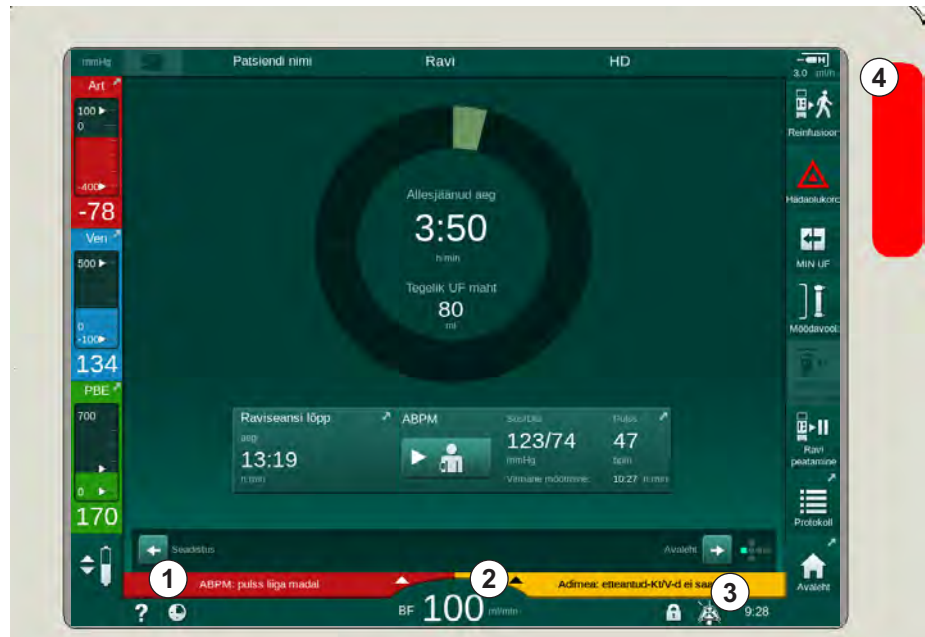 mmHg
Patsiendi nimi
Ravi
HD
3.0 ml/h
Art
100
0
-400
-78
Ven
500
0
-100
134
PBE
700
0
170
Allesjäänud aeg
3:50
h:min
Tegelik UF maht
80
ml
Raviseansi lõpp
aeg
13:19
h:min
ABPM
Süs/Dia
123/74
mmHg
Pulss
47
bpm
Viimane mõõtmine:
10:27 h:min
Seadistus
Avaleht
ABPM: pulss liiga madal
Adimea: etteantud-Kt/V-d ei saa
BF 100 ml/min
9:28
?
Reinfusioon
Hädaolukord
MIN UF
Möödavool
Ravi
peatamine
Protokoll
Avaleht
1
2
3
4